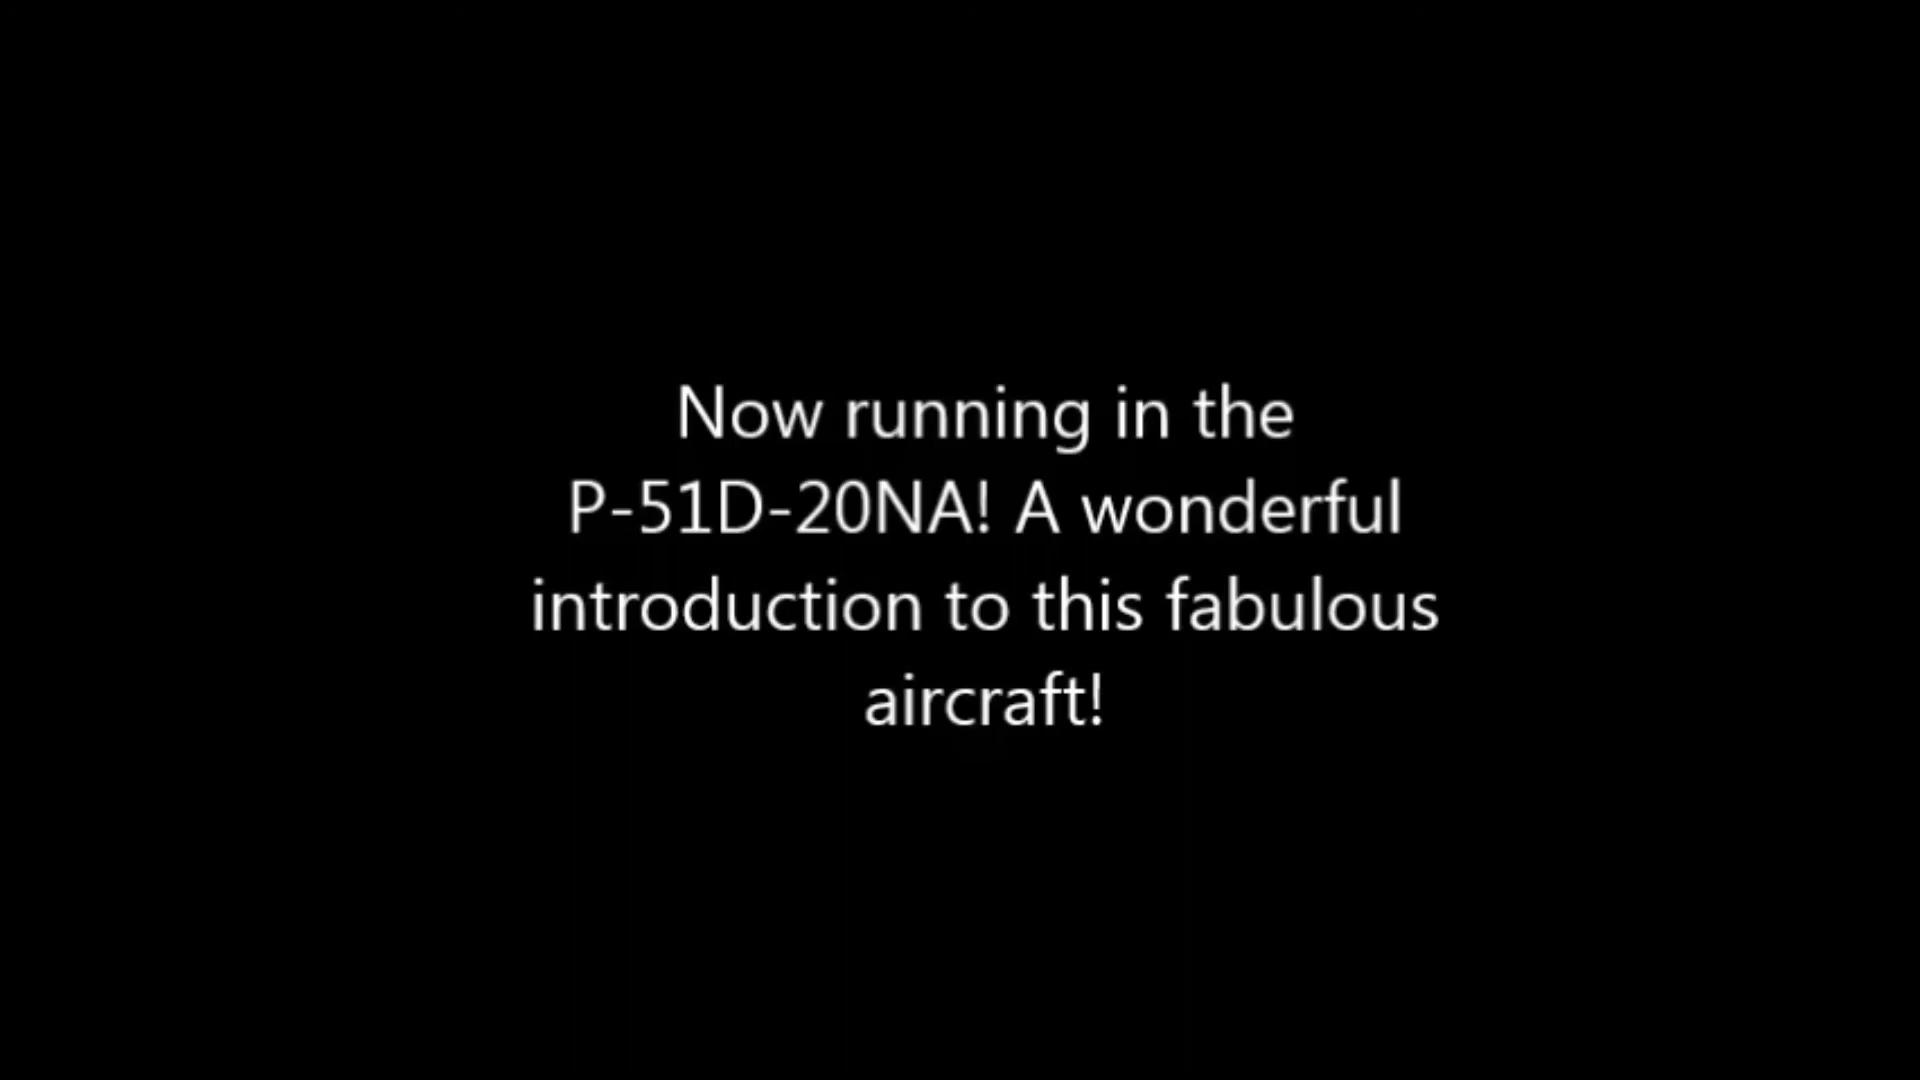 Now running in the
P-51D-20NA! A wonderful
introduction to this fabulous
aircraft!